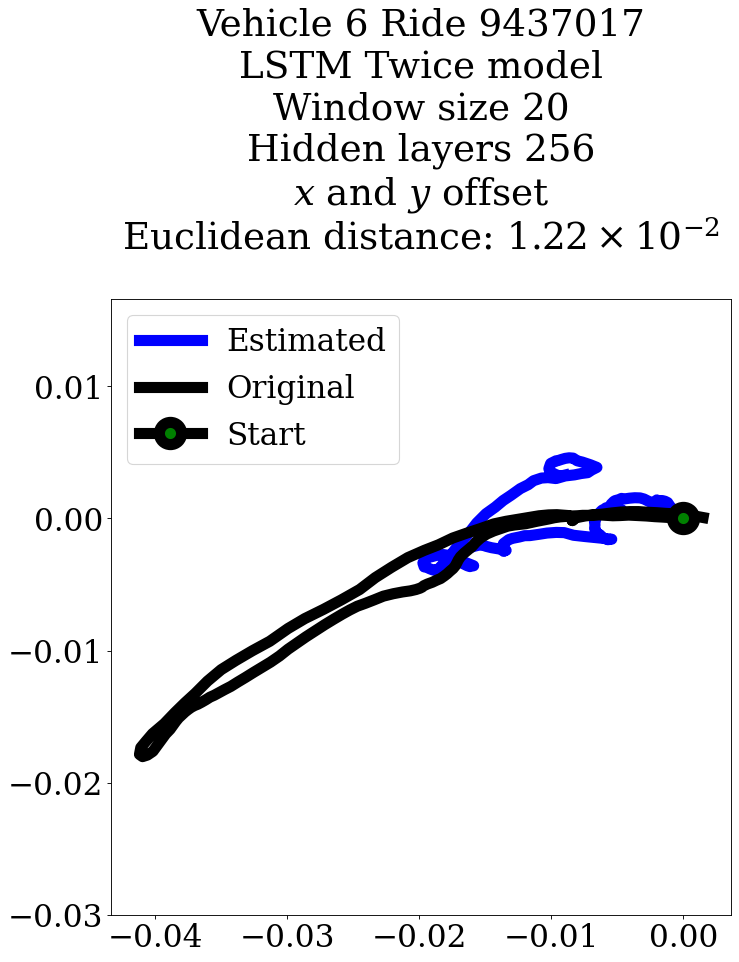 Vehicle 6 Ride 9437017
LSTM Twice model
Window size 20
Hidden layers 256
x and y offset
Euclidean distance: 1.22 × 10⁻²
Estimated
Original
Start
0.01
0.00
−0.01
−0.02
−0.03
−0.04 −0.03 −0.02 −0.01 0.00